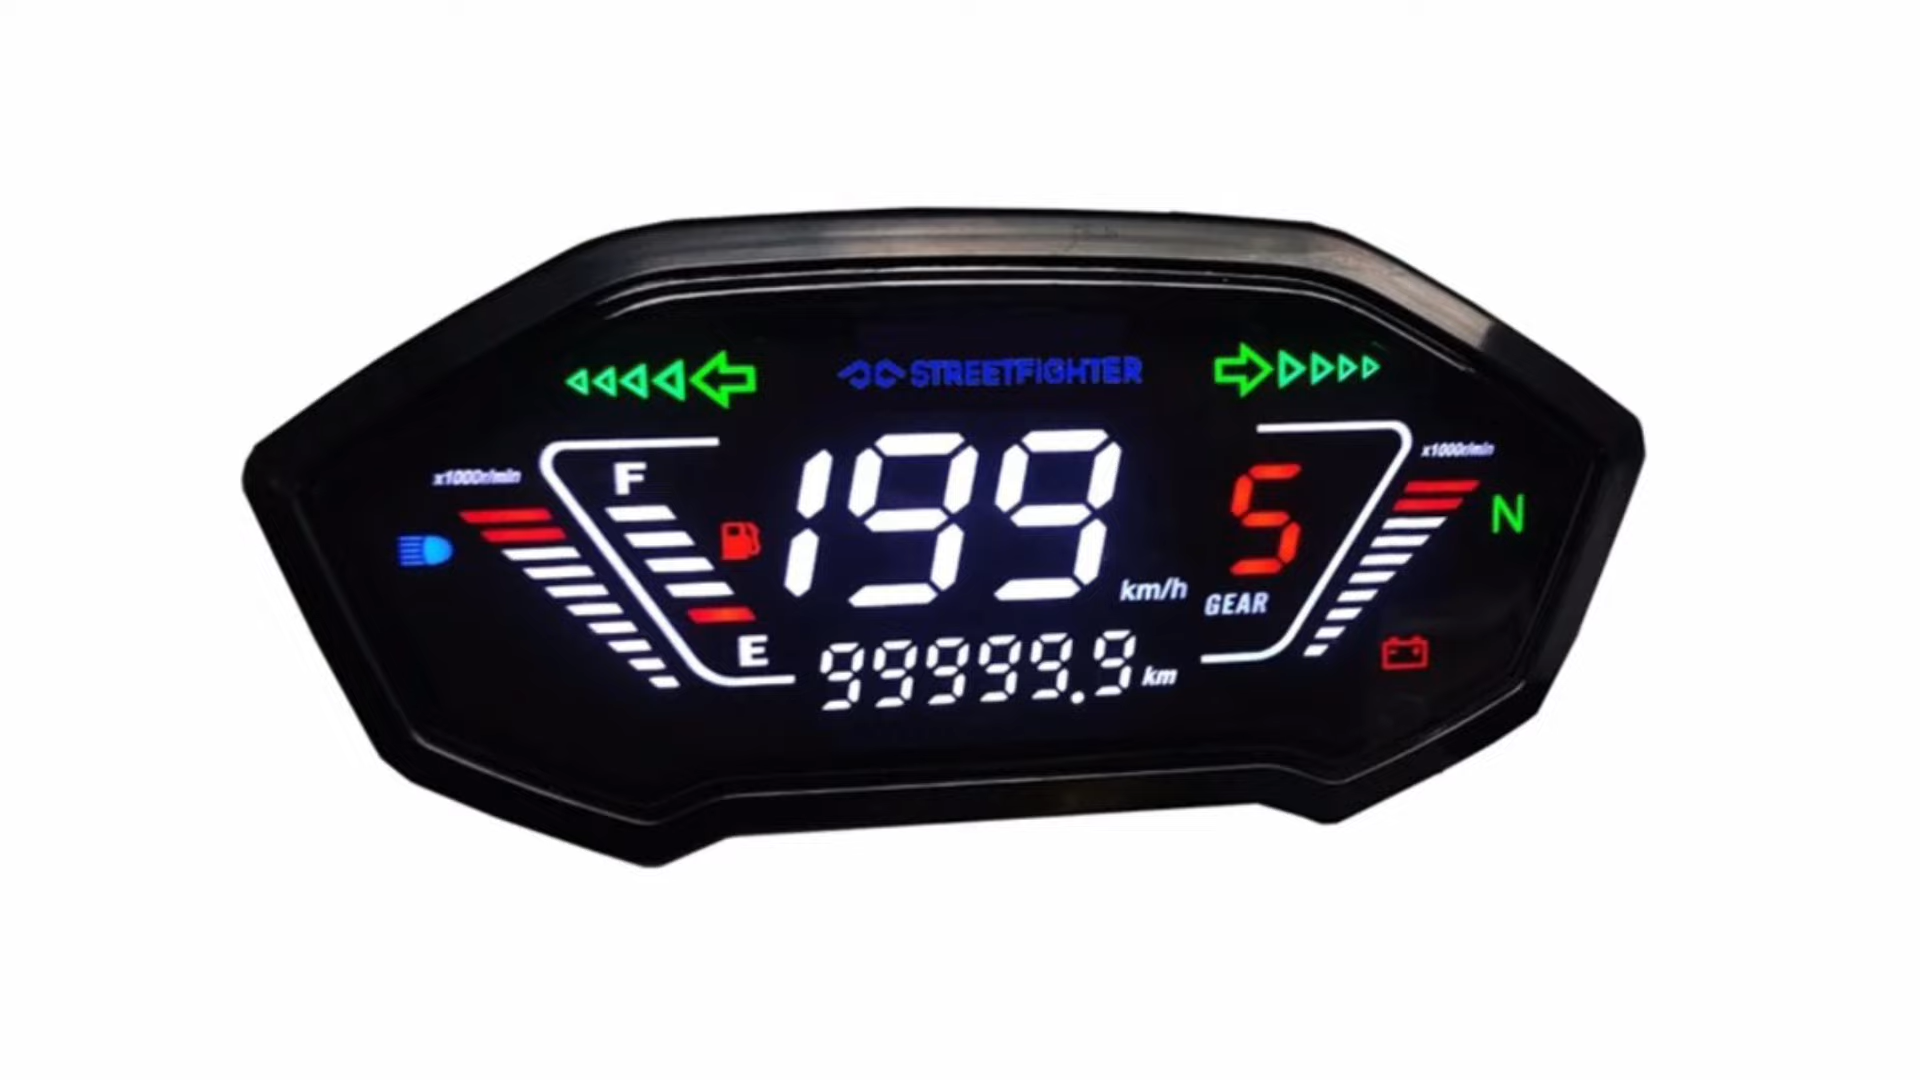 STREETFIGHTER
x1000r/min
F
199
km/h
5
GEAR
x1000r/min
N
E
99999.9 km